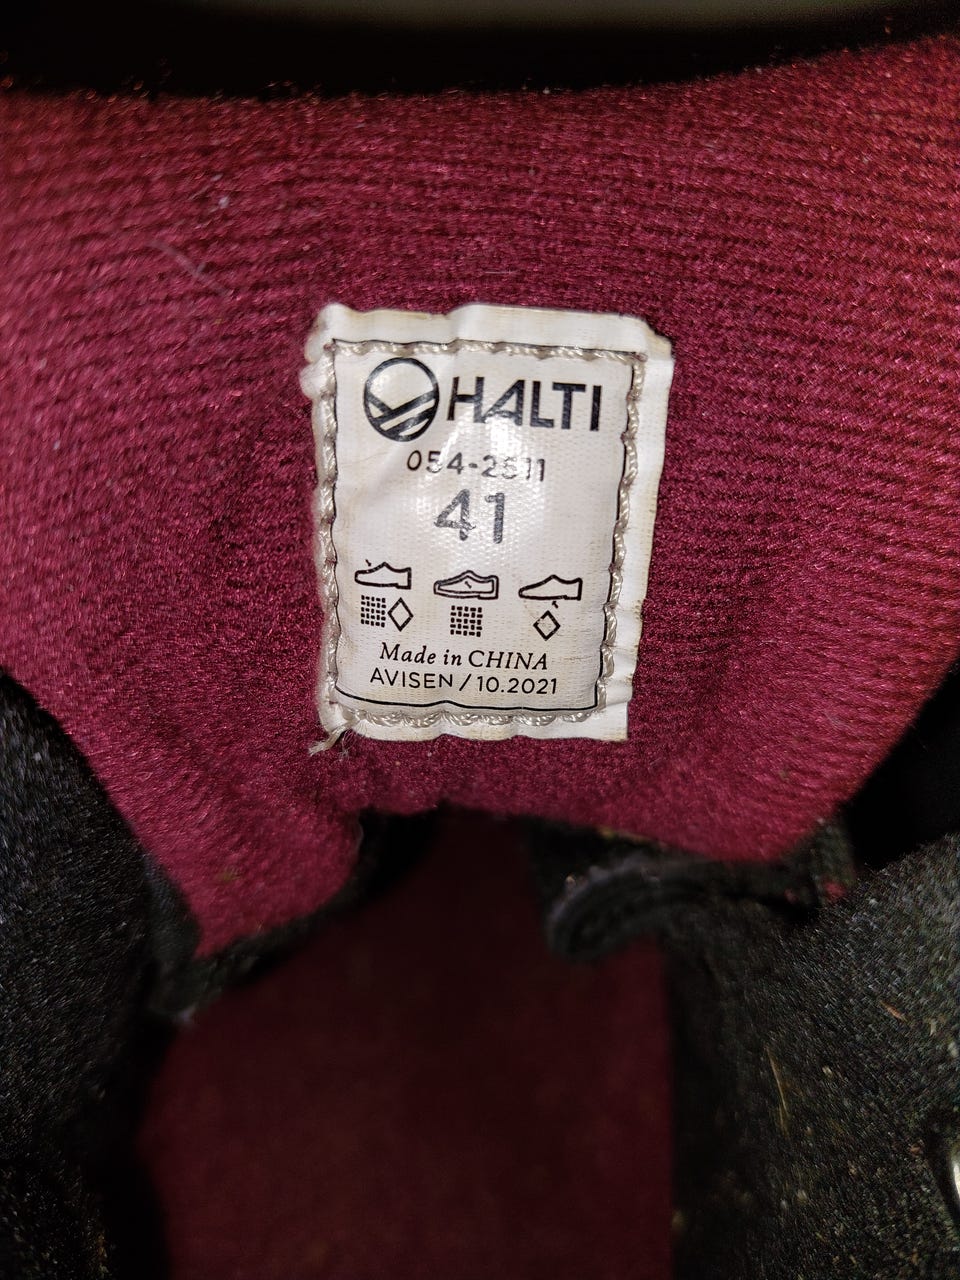 HALTI
054-2511
41
Made in CHINA
AVISEN / 10.2021